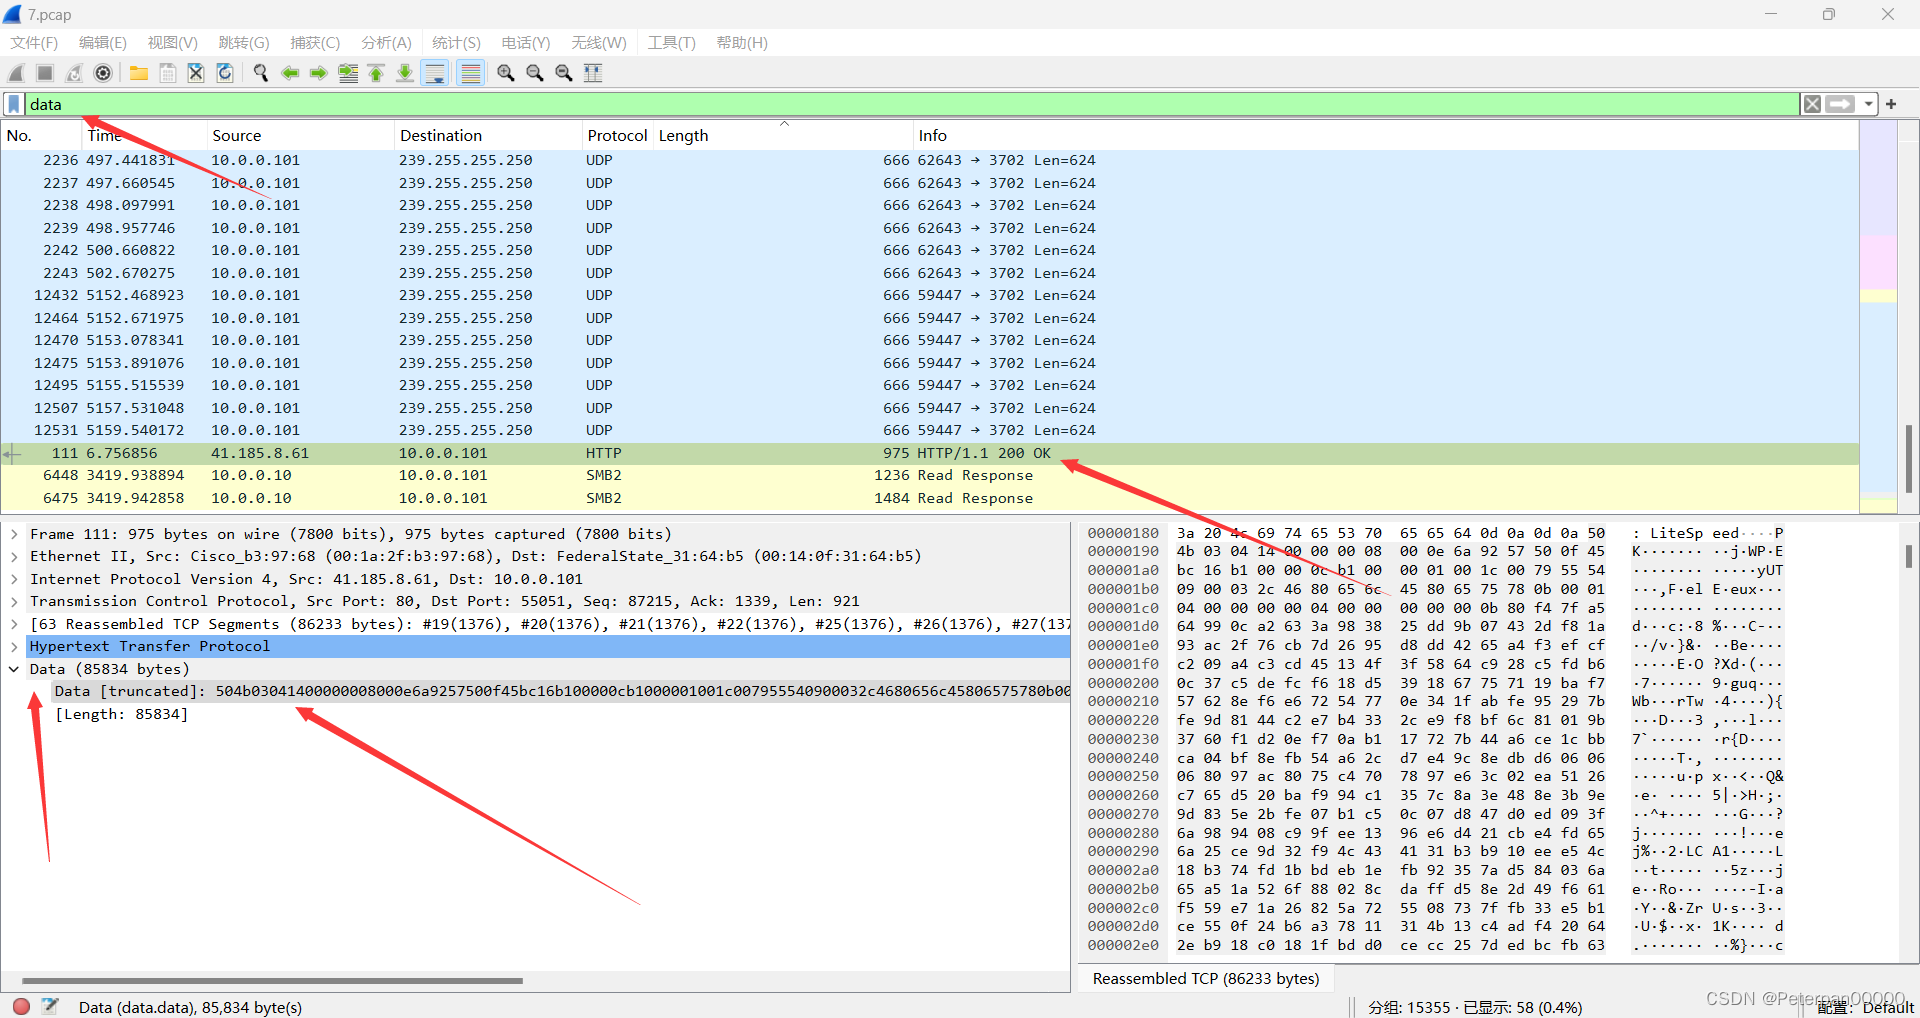 7.pcap
文件(F) 编辑(E) 视图(V) 跳转(G) 捕获(C) 分析(A) 统计(S) 电话(Y) 无线(W) 工具(T) 帮助(H)
data
No. Time Source Destination Protocol Length Info
2236 497.441831 10.0.0.101 239.255.255.250 UDP 666 62643 → 3702 Len=624
2237 497.660545 10.0.0.101 239.255.255.250 UDP 666 62643 → 3702 Len=624
2238 498.097991 10.0.0.101 239.255.255.250 UDP 666 62643 → 3702 Len=624
2239 498.957746 10.0.0.101 239.255.255.250 UDP 666 62643 → 3702 Len=624
2242 500.660822 10.0.0.101 239.255.255.250 UDP 666 62643 → 3702 Len=624
2243 502.670275 10.0.0.101 239.255.255.250 UDP 666 62643 → 3702 Len=624
12432 5152.468923 10.0.0.101 239.255.255.250 UDP 666 59447 → 3702 Len=624
12464 5152.671975 10.0.0.101 239.255.255.250 UDP 666 59447 → 3702 Len=624
12470 5153.078341 10.0.0.101 239.255.255.250 UDP 666 59447 → 3702 Len=624
12475 5153.891076 10.0.0.101 239.255.255.250 UDP 666 59447 → 3702 Len=624
12495 5155.515539 10.0.0.101 239.255.255.250 UDP 666 59447 → 3702 Len=624
12507 5157.531048 10.0.0.101 239.255.255.250 UDP 666 59447 → 3702 Len=624
12531 5159.540172 10.0.0.101 239.255.255.250 UDP 666 59447 → 3702 Len=624
111 6.756856 41.185.8.61 10.0.0.101 HTTP 975 HTTP/1.1 200 OK
6448 3419.938894 10.0.0.10 10.0.0.101 SMB2 1236 Read Response
6475 3419.942858 10.0.0.10 10.0.0.101 SMB2 1484 Read Response
Frame 111: 975 bytes on wire (7800 bits), 975 bytes captured (7800 bits)
Ethernet II, Src: Cisco_b3:97:68 (00:1a:2f:b3:97:68), Dst: FederalState_31:64:b5 (00:14:0f:31:64:b5)
Internet Protocol Version 4, Src: 41.185.8.61, Dst: 10.0.0.101
Transmission Control Protocol, Src Port: 80, Dst Port: 55051, Seq: 87215, Ack: 1339, Len: 921
[63 Reassembled TCP Segments (86233 bytes): #19(1376), #20(1376), #21(1376), #22(1376), #25(1376), #26(1376), #27(137
Hypertext Transfer Protocol
Data (85834 bytes)
Data [truncated]: 504b03041400000008000e6a9257500f45bc16b100000cb1000001001c007955540900032c4680656c45806575780b00
[Length: 85834]
00000180 3a 20 4c 69 74 65 53 70 65 65 64 0d 0a 0d 0a 50 : LiteSp eed····P
00000190 4b 03 04 14 00 00 00 08 00 0e 6a 92 57 50 0f 45 K······· ··j·WP·E
000001a0 bc 16 b1 00 00 0c b1 00 00 01 00 1c 00 79 55 54 ········ ·····yUT
000001b0 09 00 03 2c 46 80 65 6c 45 80 65 75 78 0b 00 01 ···,F·el E·eux···
000001c0 04 00 00 00 00 04 00 00 00 00 00 0b 80 f4 7f a5 ········ ········
000001d0 64 99 0c a2 63 3a 98 38 25 dd 9b 07 43 2d f8 1a d···c:·8 %···C-··
000001e0 93 ac 2f 76 cb 7d 26 95 d8 dd 42 65 a4 f3 ef cf ··/v·}&· ··Be····
000001f0 c2 09 a4 c3 cd 45 13 4f 3f 58 64 c9 28 c5 fd b6 ·····E·O ?Xd·(···
00000200 0c 37 c5 de fc f6 18 d5 39 18 67 75 71 19 ba f7 ·7······ 9·guq···
00000210 57 62 8e f6 e6 72 54 77 0e 34 1f ab fe 95 29 7b Wb···rTw ·4····){
00000220 fe 9d 81 44 c2 e7 b4 33 2c e9 f8 bf 6c 81 01 9b ···D···3 ,···l···
00000230 37 60 f1 d2 0e f7 0a b1 17 72 7b 44 a6 ce 1c bb 7`······ ·r{D····
00000240 ca 04 bf 8e fb 54 a6 2c d7 e4 9c 8e db d6 06 06 ·····T·, ········
00000250 06 80 97 ac 80 75 c4 70 78 97 e6 3c 02 ea 51 26 ·····u·p x··<··Q&
00000260 c7 65 d5 20 ba f9 94 c1 35 7c 8a 3e 48 8e 3b 9e ·e· ···· 5|·>H·;·
00000270 9d 83 5e 2b fe 07 b1 c5 0c 07 d8 47 d0 ed 09 3f ··^+···· ···G···?
00000280 6a 98 94 08 c9 9f ee 13 96 e6 d4 21 cb e4 fd 65 j······· ···!···e
00000290 6a 25 ce 9d 32 f9 4c 43 41 31 b3 b9 10 ee e5 4c j%··2·LC A1·····L
000002a0 18 b3 74 fd 1b bd eb 1e fb 92 35 7a d5 84 03 6a ··t····· ··5z···j
000002b0 65 a5 1a 52 6f 88 02 8c da ff d5 8e 2d 49 f6 61 e··Ro··· ····-I·a
000002c0 f5 59 e7 1a 26 82 5a 72 55 08 73 7f fb 33 e5 b1 ·Y··&·Zr U·s··3··
000002d0 ce 55 0f 24 b6 a3 78 11 31 4b 13 c4 ad f4 20 64 ·U·$··x· 1K···· d
000002e0 2e b9 18 c0 18 1f bd d0 ce cc 25 7d ed bc fb 63 .······· ··%}···c
Reassembled TCP (86233 bytes)
Data (data.data), 85,834 byte(s)
分组: 15355 · 已显示: 58 (0.4%)
配置: Default
CSDN @Peterpan00000